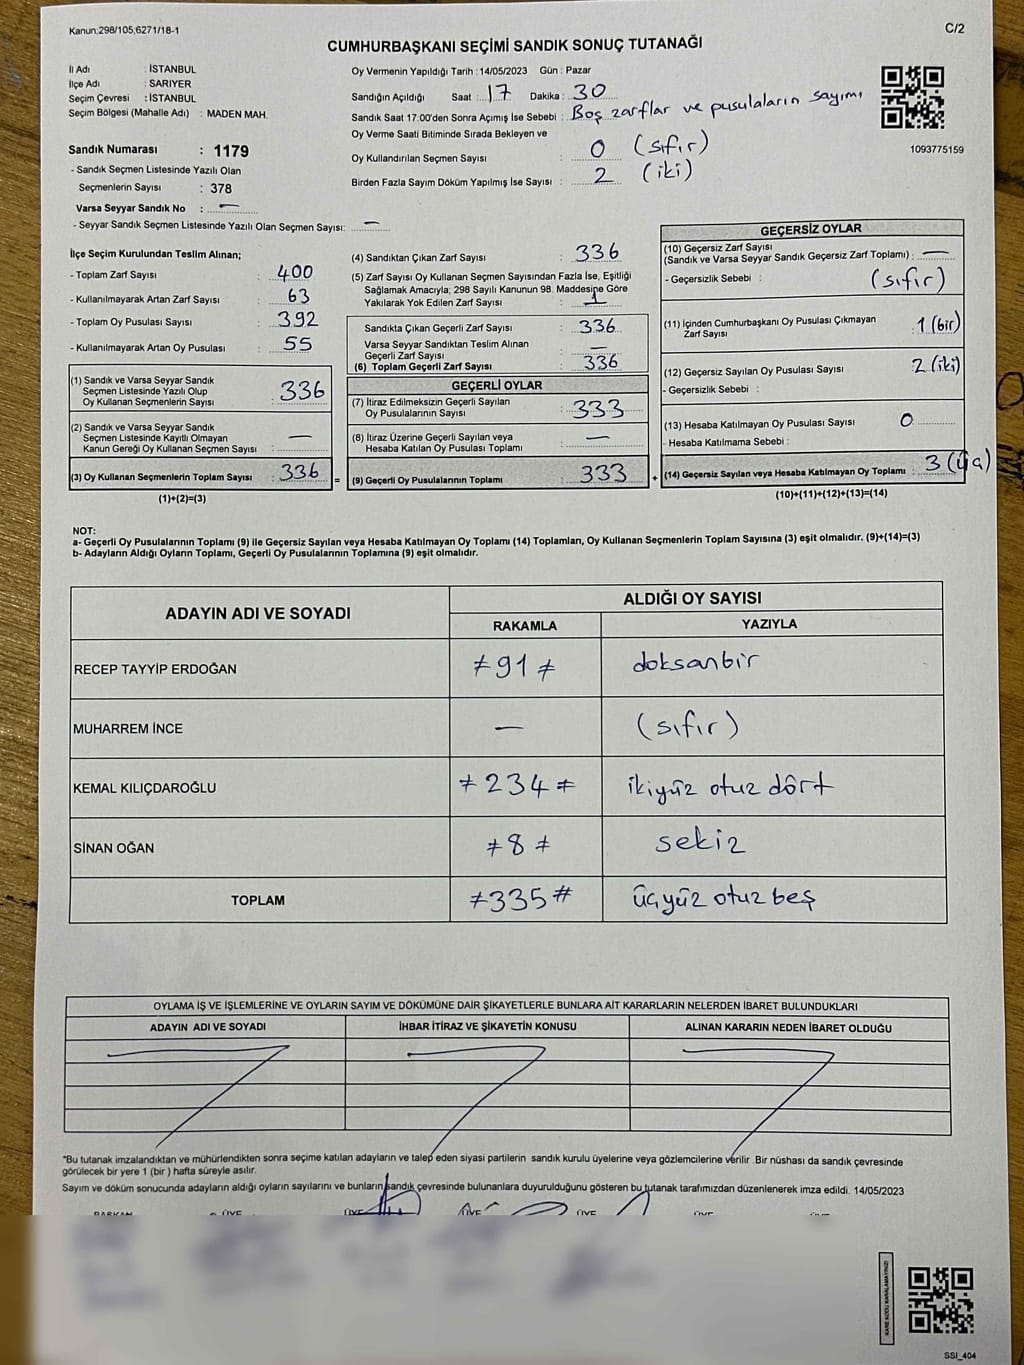 Kanun,298/105,6271/18-1
C/2
CUMHURBAŞKANI SEÇİMİ SANDIK SONUÇ TUTANAĞI
İl Adı : İSTANBUL
İlçe Adı : SARIYER
Seçim Çevresi : İSTANBUL
Seçim Bölgesi (Mahalle Adı) : MADEN MAH.
Sandık Numarası : 1179
- Sandık Seçmen Listesinde Yazılı Olan
Seçmenlerin Sayısı : 378
Varsa Seyyar Sandık No : —
- Seyyar Sandık Seçmen Listesinde Yazılı Olan Seçmen Sayısı: —
Oy Vermenin Yapıldığı Tarih : 14/05/2023 Gün : Pazar
Sandığın Açıldığı Saat : 17 Dakika : 30
Sandık Saat 17:00'den Sonra Açımış İse Sebebi : Boş zarflar ve pusulaların sayımı
Oy Verme Saati Bitiminde Sırada Bekleyen ve
Oy Kullandırılan Seçmen Sayısı : 0 (sıfır)
Birden Fazla Sayım Döküm Yapılmış İse Sayısı : 2 (iki)
1093775159
İlçe Seçim Kurulundan Teslim Alınan;
- Toplam Zarf Sayısı : 400
- Kullanılmayarak Artan Zarf Sayısı : 63
- Toplam Oy Pusulası Sayısı : 392
- Kullanılmayarak Artan Oy Pusulası : 55
(1) Sandık ve Varsa Seyyar Sandık
Seçmen Listesinde Yazılı Olup
Oy Kullanan Seçmenlerin Sayısı : 336
(2) Sandık ve Varsa Seyyar Sandık
Seçmen Listesinde Kayıtlı Olmayan
Kanun Gereği Oy Kullanan Seçmen Sayısı : —
(3) Oy Kullanan Seçmenlerin Toplam Sayısı : 336 =
(1)+(2)=(3)
(4) Sandıktan Çıkan Zarf Sayısı : 336
(5) Zarf Sayısı Oy Kullanan Seçmen Sayısından Fazla İse, Eşitliği
Sağlamak Amacıyla; 298 Sayılı Kanunun 98. Maddesine Göre
Yakılarak Yok Edilen Zarf Sayısı : 1
Sandıkta Çıkan Geçerli Zarf Sayısı : 336
Varsa Seyyar Sandıktan Teslim Alınan
Geçerli Zarf Sayısı : —
(6) Toplam Geçerli Zarf Sayısı : 336
GEÇERLİ OYLAR
(7) İtiraz Edilmeksizin Geçerli Sayılan
Oy Pusulalarının Sayısı : 333
(8) İtiraz Üzerine Geçerli Sayılan veya
Hesaba Katılan Oy Pusulası Toplamı : —
(9) Geçerli Oy Pusulalarının Toplamı : 333 +
GEÇERSİZ OYLAR
(10) Geçersiz Zarf Sayısı
(Sandık ve Varsa Seyyar Sandık Geçersiz Zarf Toplamı) : —
- Geçersizlik Sebebi : (sıfır)
(11) İçinden Cumhurbaşkanı Oy Pusulası Çıkmayan
Zarf Sayısı : 1 (bir)
(12) Geçersiz Sayılan Oy Pusulası Sayısı : 2 (iki)
- Geçersizlik Sebebi :
(13) Hesaba Katılmayan Oy Pusulası Sayısı : 0
- Hesaba Katılmama Sebebi :
(14) Geçersiz Sayılan veya Hesaba Katılmayan Oy Toplamı : 3
(10)+(11)+(12)+(13)=(14)
NOT:
a- Geçerli Oy Pusulalarının Toplamı (9) ile Geçersiz Sayılan veya Hesaba Katılmayan Oy Toplamı (14) Toplamları, Oy Kullanan Seçmenlerin Toplam Sayısına (3) eşit olmalıdır. (9)+(14)=(3)
b- Adayların Aldığı Oyların Toplamı, Geçerli Oy Pusulalarının Toplamına (9) eşit olmalıdır.
ADAYIN ADI VE SOYADI
ALDIĞI OY SAYISI
RAKAMLA YAZIYLA
RECEP TAYYİP ERDOĞAN ≠91≠ doksanbir
MUHARREM İNCE — (sıfır)
KEMAL KILIÇDAROĞLU ≠234≠ ikiyüz otuz dört
SİNAN OĞAN ≠8≠ sekiz
TOPLAM ≠335# üçyüz otuz beş
OYLAMA İŞ VE İŞLEMLERİNE VE OYLARIN SAYIM VE DÖKÜMÜNE DAİR ŞİKAYETLERLE BUNLARA AİT KARARLARIN NELERDEN İBARET BULUNDUKLARI
ADAYIN ADI VE SOYADI İHBAR İTİRAZ VE ŞİKAYETİN KONUSU ALINAN KARARIN NEDEN İBARET OLDUĞU
*Bu tutanak imzalandıktan ve mühürlendikten sonra seçime katılan adayların ve talep eden siyasi partilerin sandık kurulu üyelerine veya gözlemcilerine verilir .Bir nüshası da sandık çevresinde
görülecek bir yere 1 (bir ) hafta süreyle asılır.
Sayım ve döküm sonucunda adayların aldığı oyların sayılarını ve bunların sandık çevresinde bulunanlara duyurulduğunu gösteren bu tutanak tarafımızdan düzenlenerek imza edildi. 14/05/2023
BAŞKAN ÜYE ÜYE ÜYE ÜYE ÜYE ÜYE
KARE KODU KARALAMAYINIZ!
SSI_404